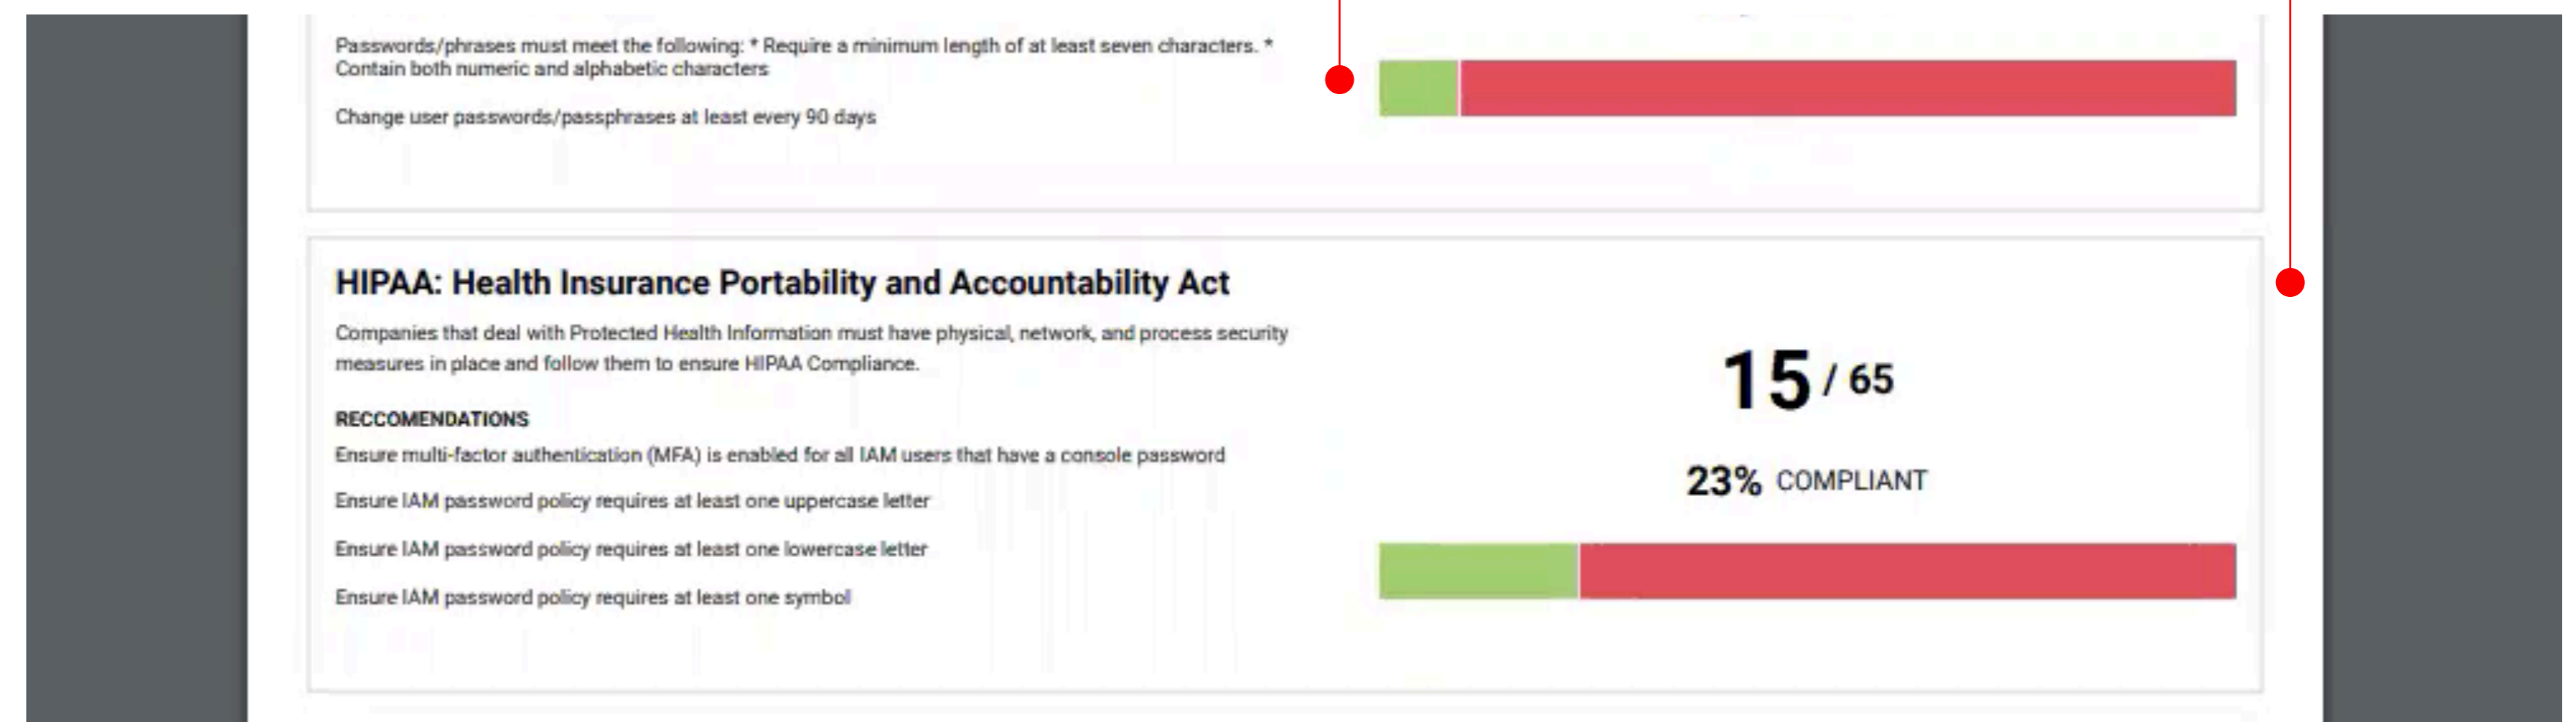 Passwords/phrases must meet the following: * Require a minimum length of at least seven characters. *
Contain both numeric and alphabetic characters
Change user passwords/passphrases at least every 90 days
HIPAA: Health Insurance Portability and Accountability Act
Companies that deal with Protected Health Information must have physical, network, and process security
measures in place and follow them to ensure HIPAA Compliance.
RECCOMENDATIONS
Ensure multi-factor authentication (MFA) is enabled for all IAM users that have a console password
Ensure IAM password policy requires at least one uppercase letter
Ensure IAM password policy requires at least one lowercase letter
Ensure IAM password policy requires at least one symbol
15 / 65
23% COMPLIANT